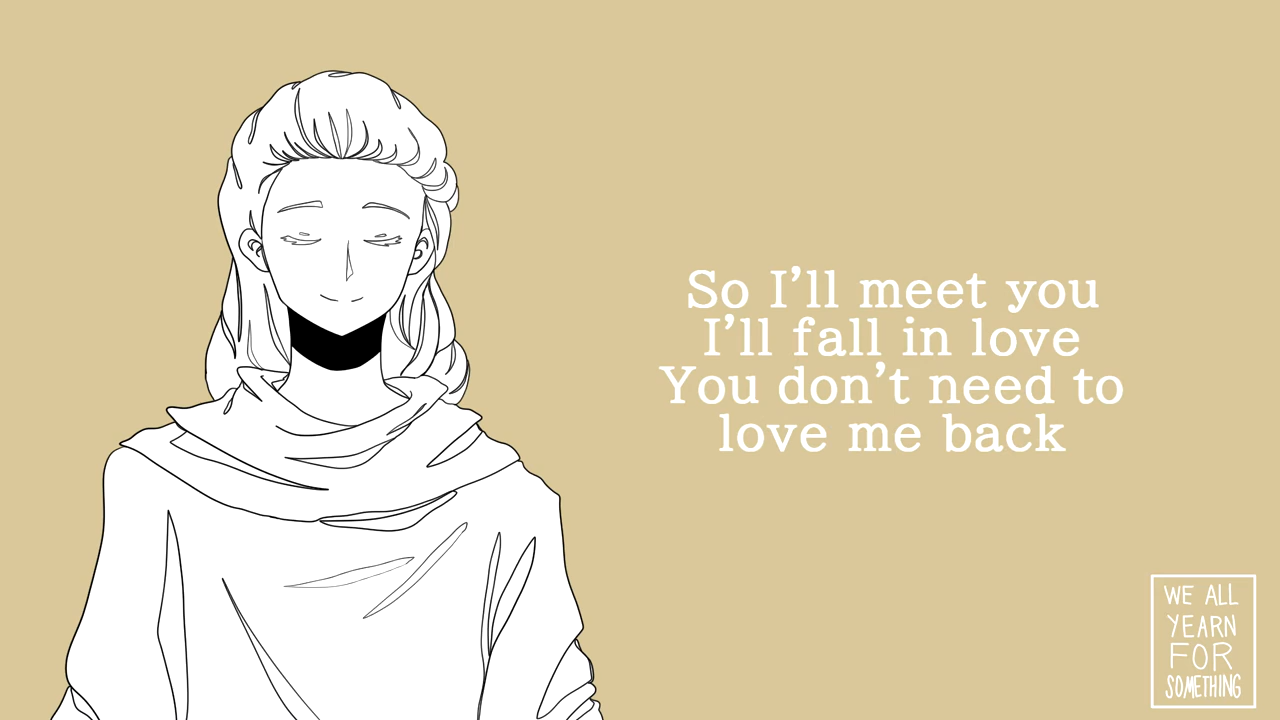 So I’ll meet you
I’ll fall in love
You don’t need to
love me back
WE ALL
YEARN
FOR
SOMETHING